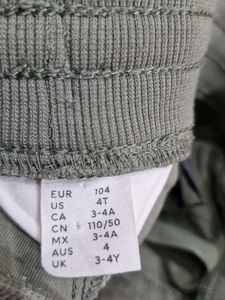 EUR 104
US 4T
CA 3-4A
CN 110/50
MX 3-4A
AUS 4
UK 3-4Y